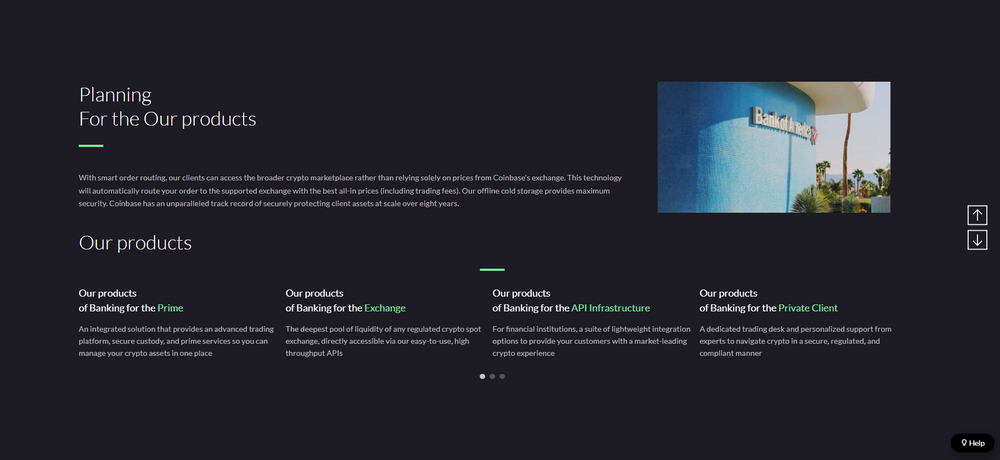 Planning
For the Our products
With smart order routing, our clients can access the broader crypto marketplace rather than relying solely on prices from Coinbase's exchange. This technology
will automatically route your order to the supported exchange with the best all-in prices (including trading fees). Our offline cold storage provides maximum
security. Coinbase has an unparalleled track record of securely protecting client assets at scale over eight years.
Bank of America
Our products
Our products
of Banking for the Prime
An integrated solution that provides an advanced trading
platform, secure custody, and prime services so you can
manage your crypto assets in one place
Our products
of Banking for the Exchange
The deepest pool of liquidity of any regulated crypto spot
exchange, directly accessible via our easy-to-use, high
throughput APIs
Our products
of Banking for the API Infrastructure
For financial institutions, a suite of lightweight integration
options to provide your customers with a market-leading
crypto experience
Our products
of Banking for the Private Client
A dedicated trading desk and personalized support from
experts to navigate crypto in a secure, regulated, and
compliant manner
Help